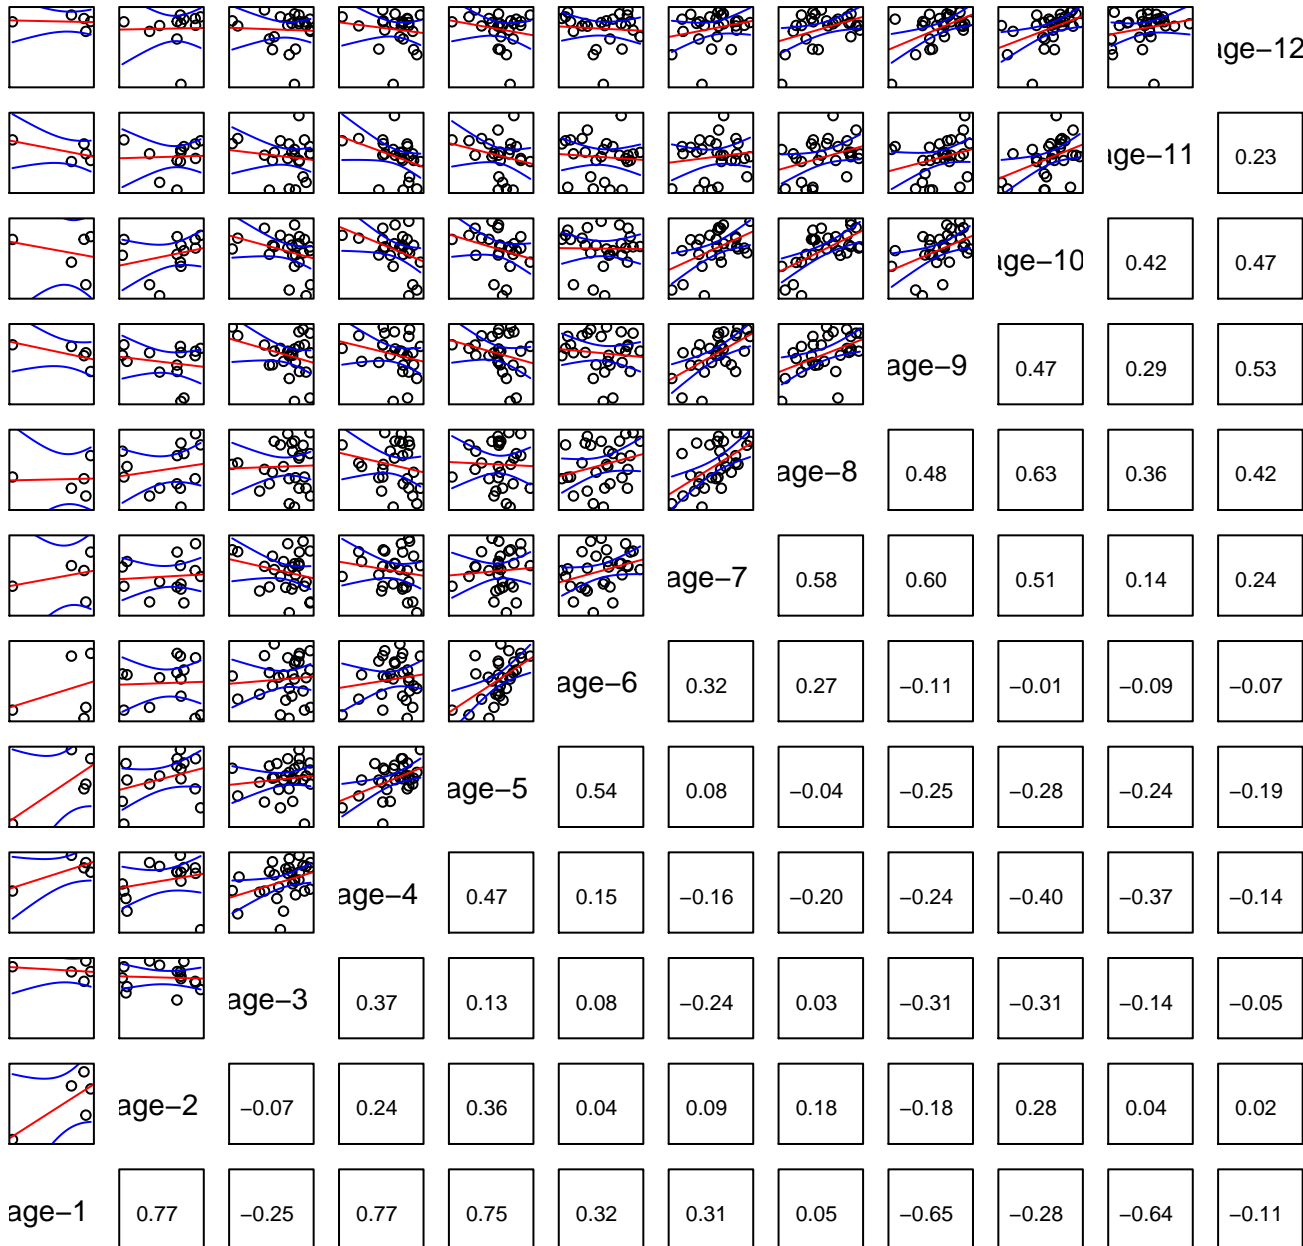 age−12
age−11 0.23
age−10 0.42 0.47
age−9 0.47 0.29 0.53
age−8 0.48 0.63 0.36 0.42
age−7 0.58 0.60 0.51 0.14 0.24
age−6 0.32 0.27 −0.11 −0.01 −0.09 −0.07
age−5 0.54 0.08 −0.04 −0.25 −0.28 −0.24 −0.19
age−4 0.47 0.15 −0.16 −0.20 −0.24 −0.40 −0.37 −0.14
age−3 0.37 0.13 0.08 −0.24 0.03 −0.31 −0.31 −0.14 −0.05
age−2 −0.07 0.24 0.36 0.04 0.09 0.18 −0.18 0.28 0.04 0.02
age−1 0.77 −0.25 0.77 0.75 0.32 0.31 0.05 −0.65 −0.28 −0.64 −0.11